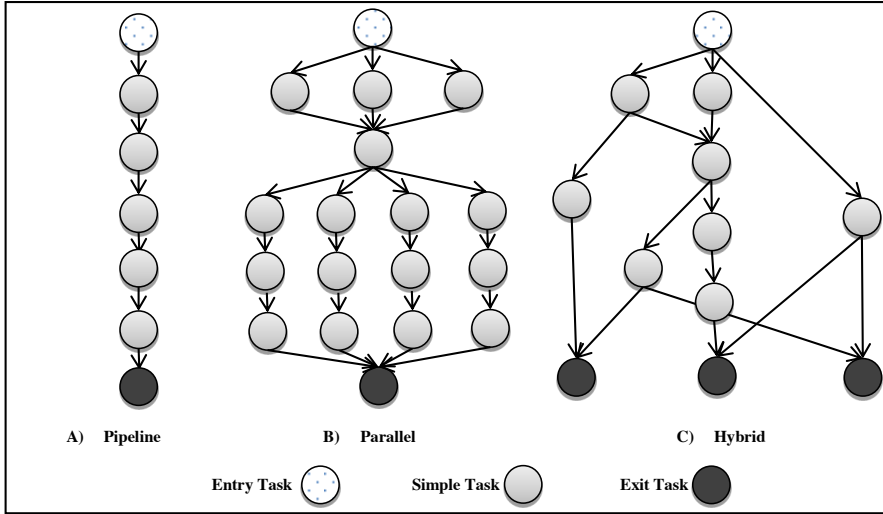 A) Pipeline
B) Parallel
C) Hybrid
Entry Task
Simple Task
Exit Task